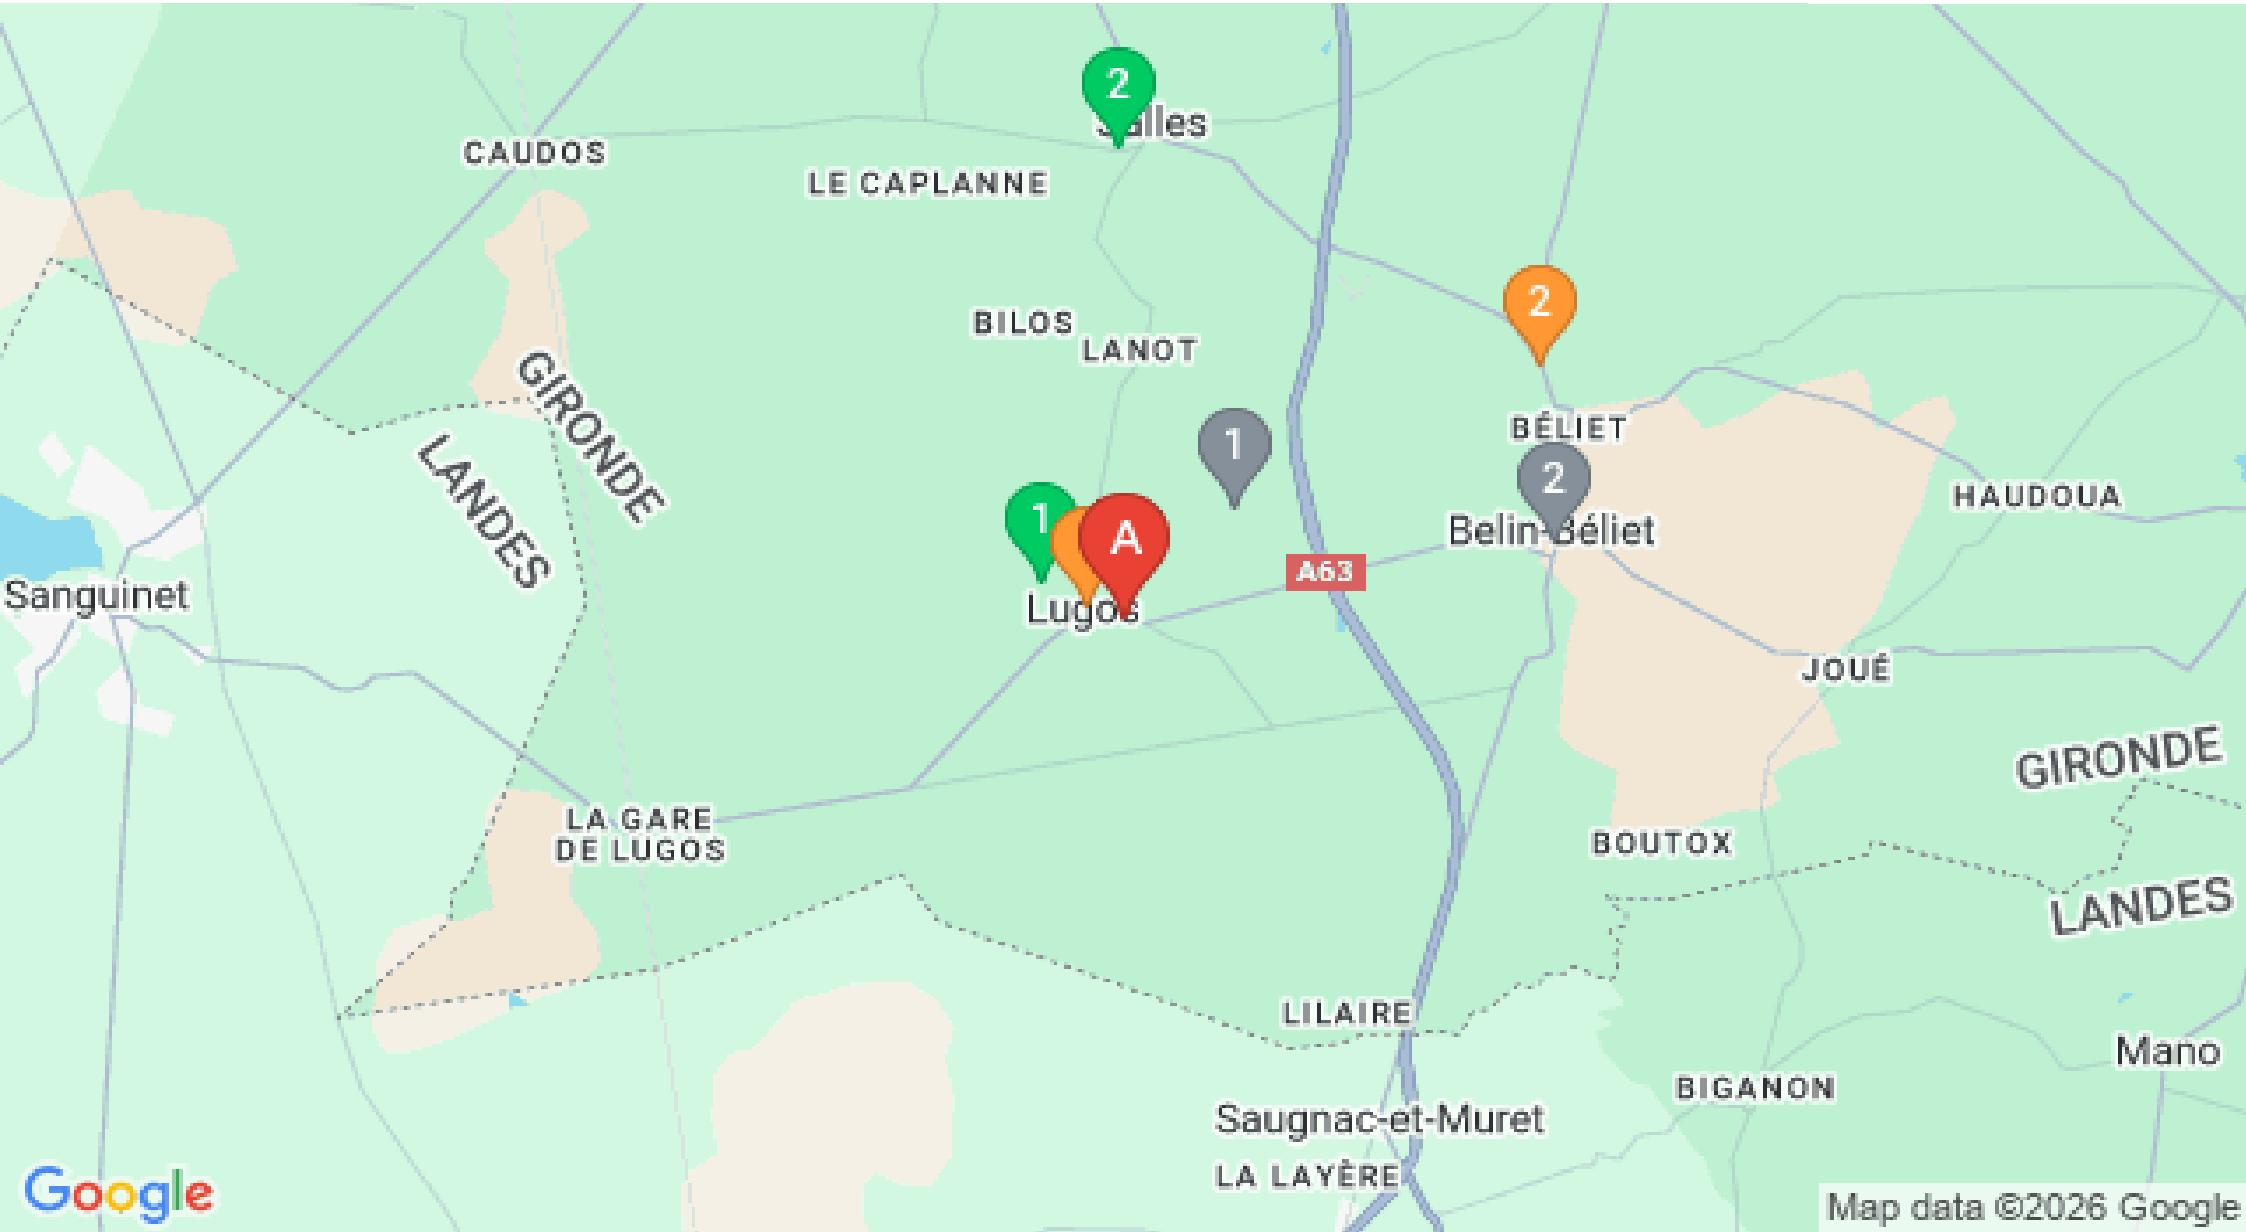 2
Salles
CAUDOS
LE CAPLANNE
2
BILOS
LANOT
GIRONDE
LANDES
1
BÉLIET
2
HAUDOUA
1
A
Belin-Béliet
A63
Sanguinet
Lugos
JOUÉ
GIRONDE
LA GARE
DE LUGOS
BOUTOX
LANDES
LILAIRE
Mano
BIGANON
Saugnac-et-Muret
LA LAYÈRE
Google
Map data ©2026 Google